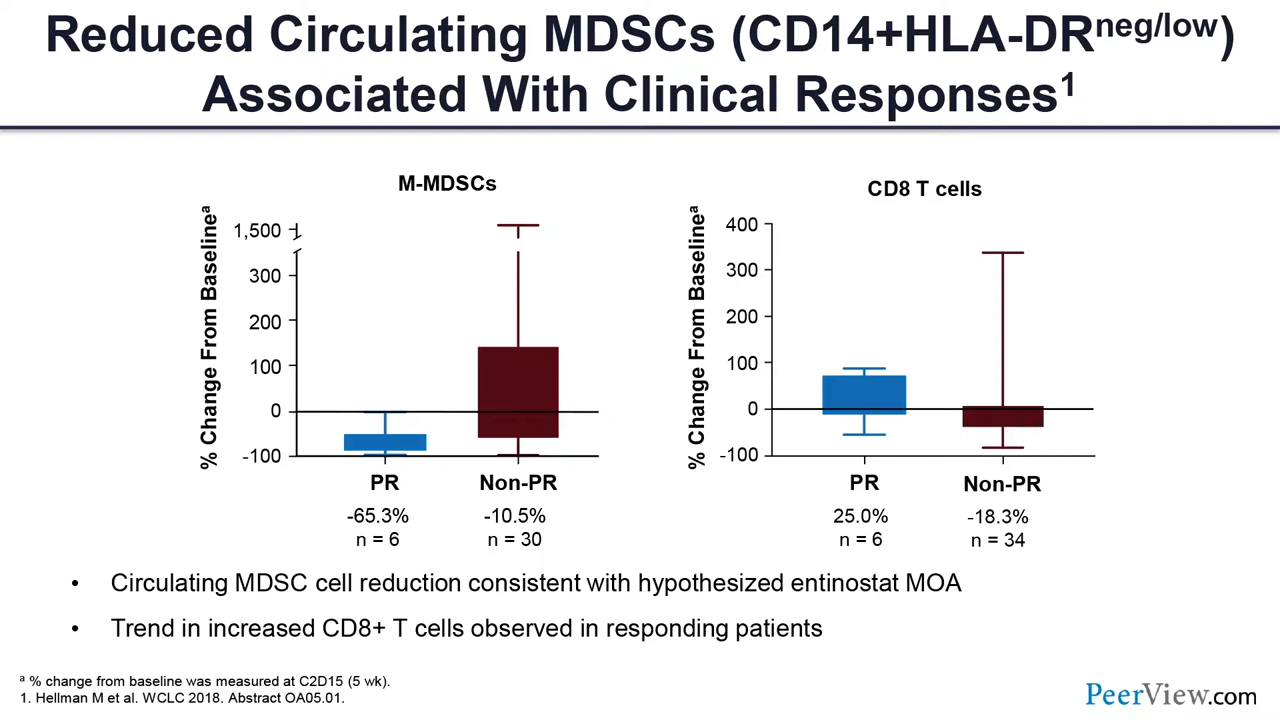 Reduced Circulating MDSCs (CD14+HLA-DRneg/low)
Associated With Clinical Responses1
M-MDSCs
% Change From Baselinea
1,500
300
200
100
0
-100
PR
Non-PR
-65.3%
-10.5%
n = 6
n = 30
CD8 T cells
% Change From Baselinea
400
300
200
100
0
-100
PR
Non-PR
25.0%
-18.3%
n = 6
n = 34
• Circulating MDSC cell reduction consistent with hypothesized entinostat MOA
• Trend in increased CD8+ T cells observed in responding patients
a % change from baseline was measured at C2D15 (5 wk).
1. Hellman M et al. WCLC 2018. Abstract OA05.01.
PeerView.com